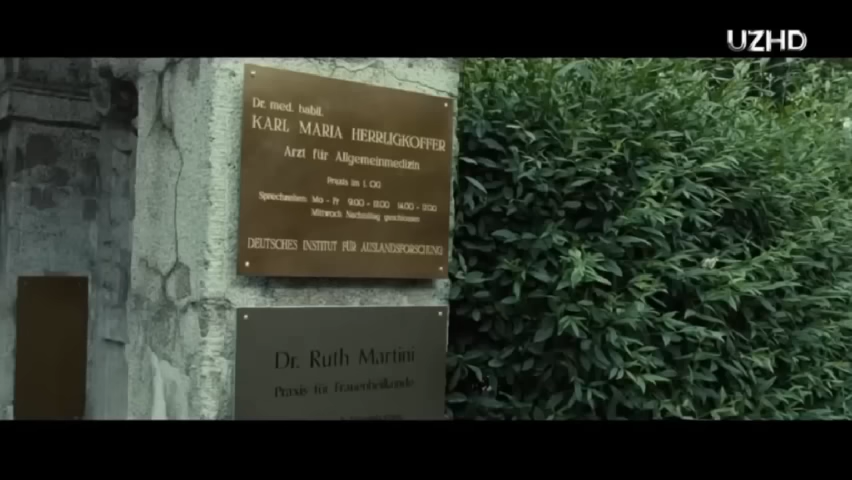 UZHD
Dr. med. habil.
KARL MARIA HERRLIGKOFFER
Arzt für Allgemeinmedizin
Praxis im 1. OG
Sprechzeiten: Mo - Fr 9.00 - 13.00 14.00 - 17.00
Mittwoch Nachmittag geschlossen
DEUTSCHES INSTITUT FÜR AUSLANDSFORSCHUNG
Dr. Ruth Martini
Praxis für Frauenheilkunde